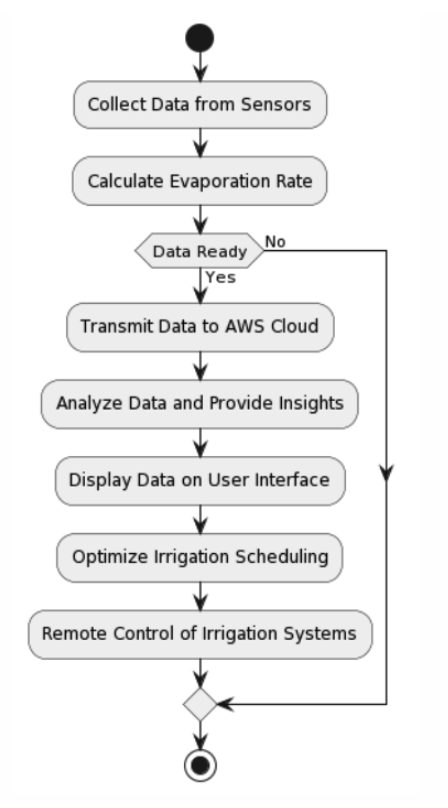 Collect Data from Sensors
Calculate Evaporation Rate
Data Ready
No
Yes
Transmit Data to AWS Cloud
Analyze Data and Provide Insights
Display Data on User Interface
Optimize Irrigation Scheduling
Remote Control of Irrigation Systems